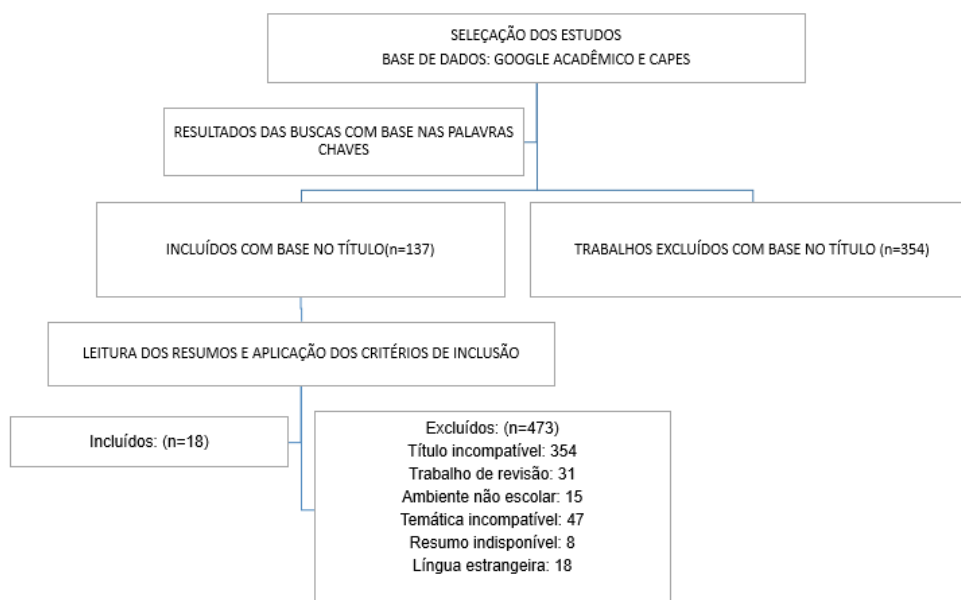 SELEÇAÇÃO DOS ESTUDOS
BASE DE DADOS: GOOGLE ACADÊMICO E CAPES
RESULTADOS DAS BUSCAS COM BASE NAS PALAVRAS
CHAVES
INCLUÍDOS COM BASE NO TÍTULO(n=137)
TRABALHOS EXCLUÍDOS COM BASE NO TÍTULO (n=354)
LEITURA DOS RESUMOS E APLICAÇÃO DOS CRITÉRIOS DE INCLUSÃO
Incluídos: (n=18)
Excluídos: (n=473)
Título incompatível: 354
Trabalho de revisão: 31
Ambiente não escolar: 15
Temática incompatível: 47
Resumo indisponível: 8
Língua estrangeira: 18